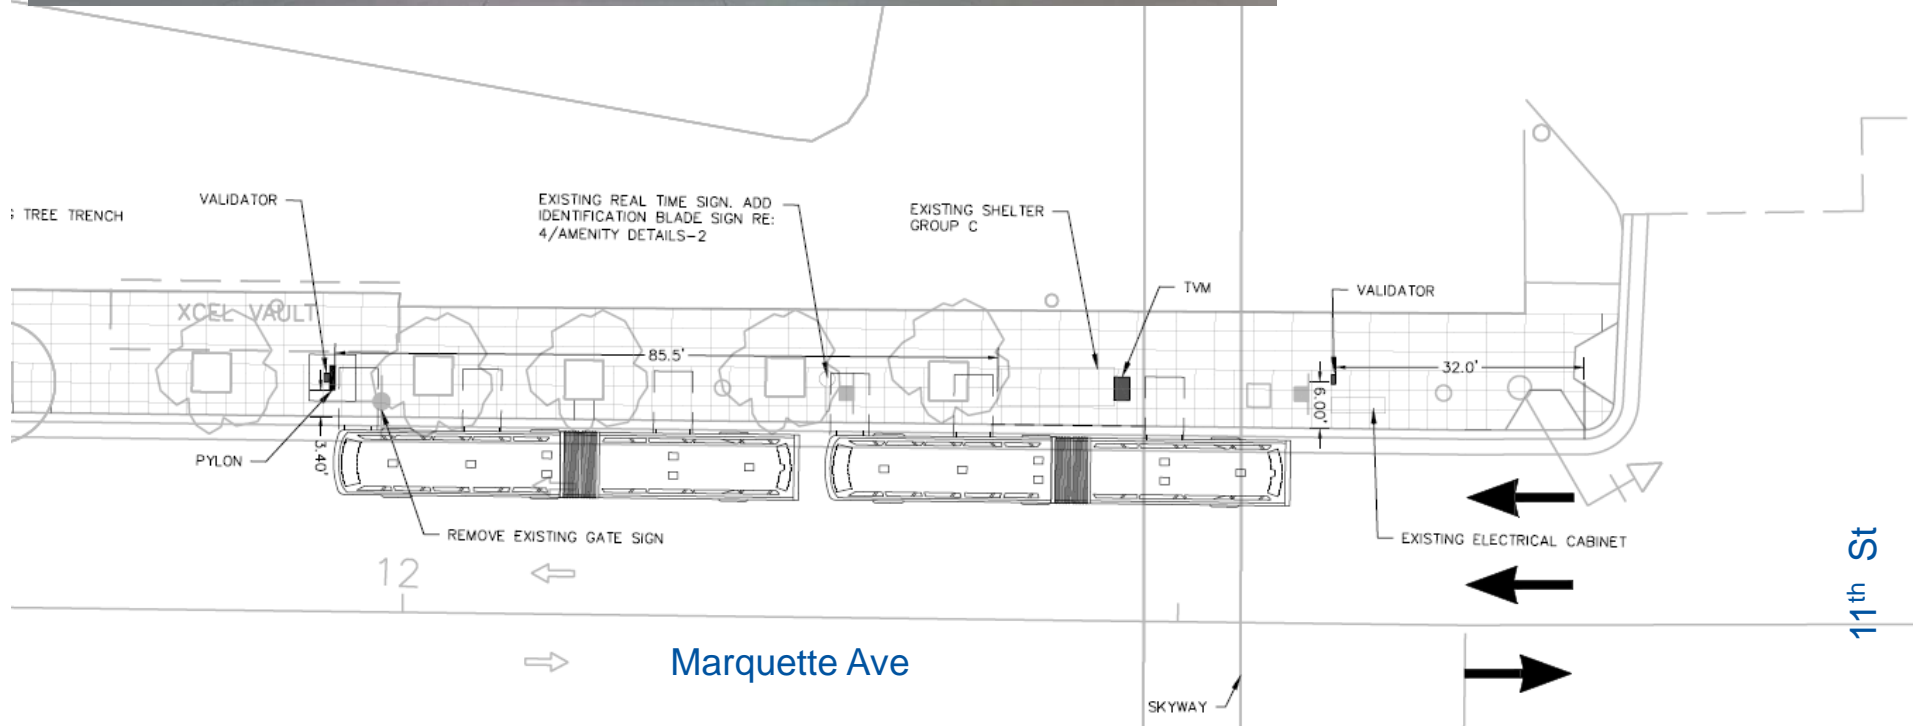 VALIDATOR
TREE TRENCH
EXISTING REAL TIME SIGN. ADD
IDENTIFICATION BLADE SIGN RE:
4/AMENITY DETAILS-2
EXISTING SHELTER
GROUP C
TVM
VALIDATOR
XCEL VAULT
85.5'
32.0'
6.00'
3.40'
PYLON
REMOVE EXISTING GATE SIGN
EXISTING ELECTRICAL CABINET
12
11th St
Marquette Ave
SKYWAY